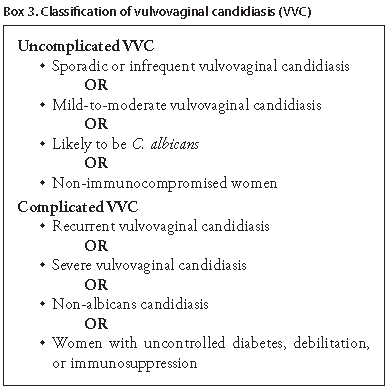 Box 3. Classification of vulvovaginal candidiasis (VVC)
Uncomplicated VVC
• Sporadic or infrequent vulvovaginal candidiasis
OR
• Mild-to-moderate vulvovaginal candidiasis
OR
• Likely to be C. albicans
OR
• Non-immunocompromised women
Complicated VVC
• Recurrent vulvovaginal candidiasis
OR
• Severe vulvovaginal candidiasis
OR
• Non-albicans candidiasis
OR
• Women with uncontrolled diabetes, debilitation,
or immunosuppression